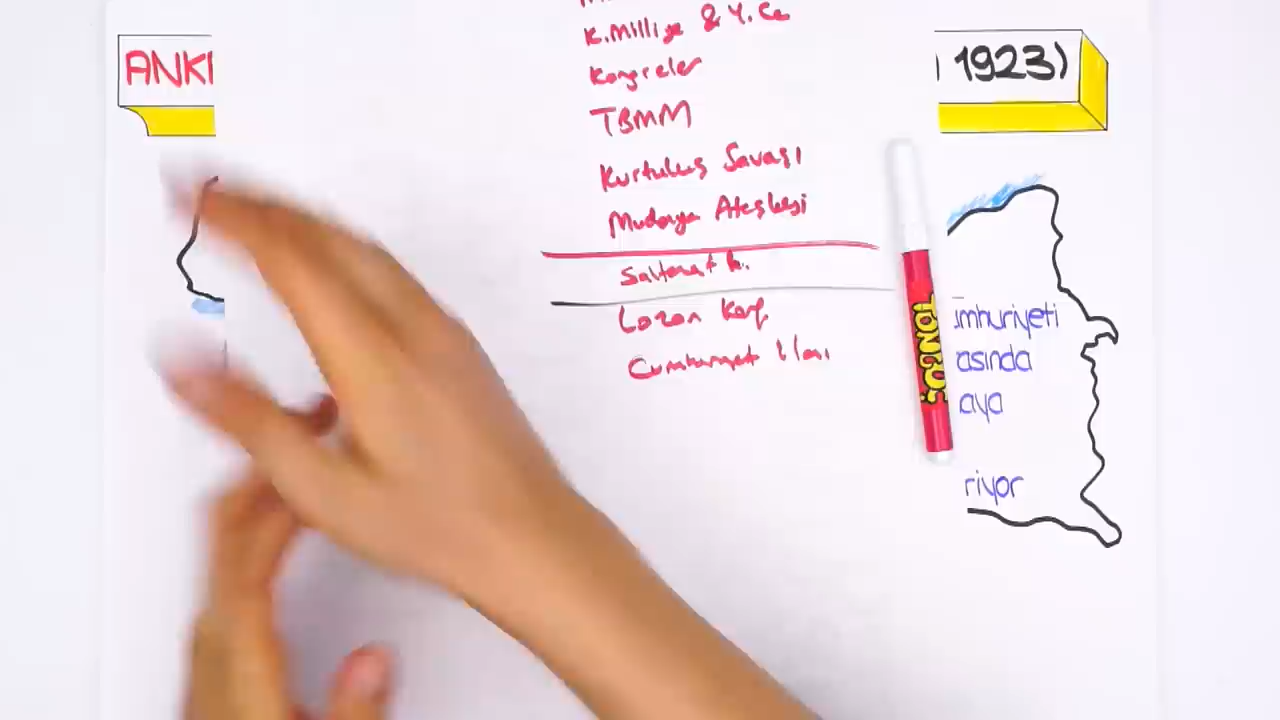 ANK
1923)
K.Milliye & Y.Ce
Kongreler
TBMM
Kurtuluş Savaşı
Mudanya Ateşkesi
Saltanat k.
Lozan Konf.
Cumhuriyet İlanı
TONGUÇ
mhuriyeti
asında
aya
riyor